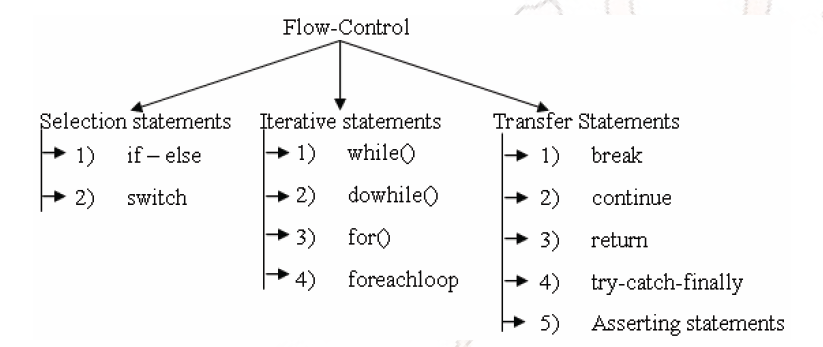 Flow-Control
Selection statements
1) if – else
2) switch
Iterative statements
1) while()
2) dowhile()
3) for()
4) foreachloop
Transfer Statements
1) break
2) continue
3) return
4) try-catch-finally
5) Asserting statements